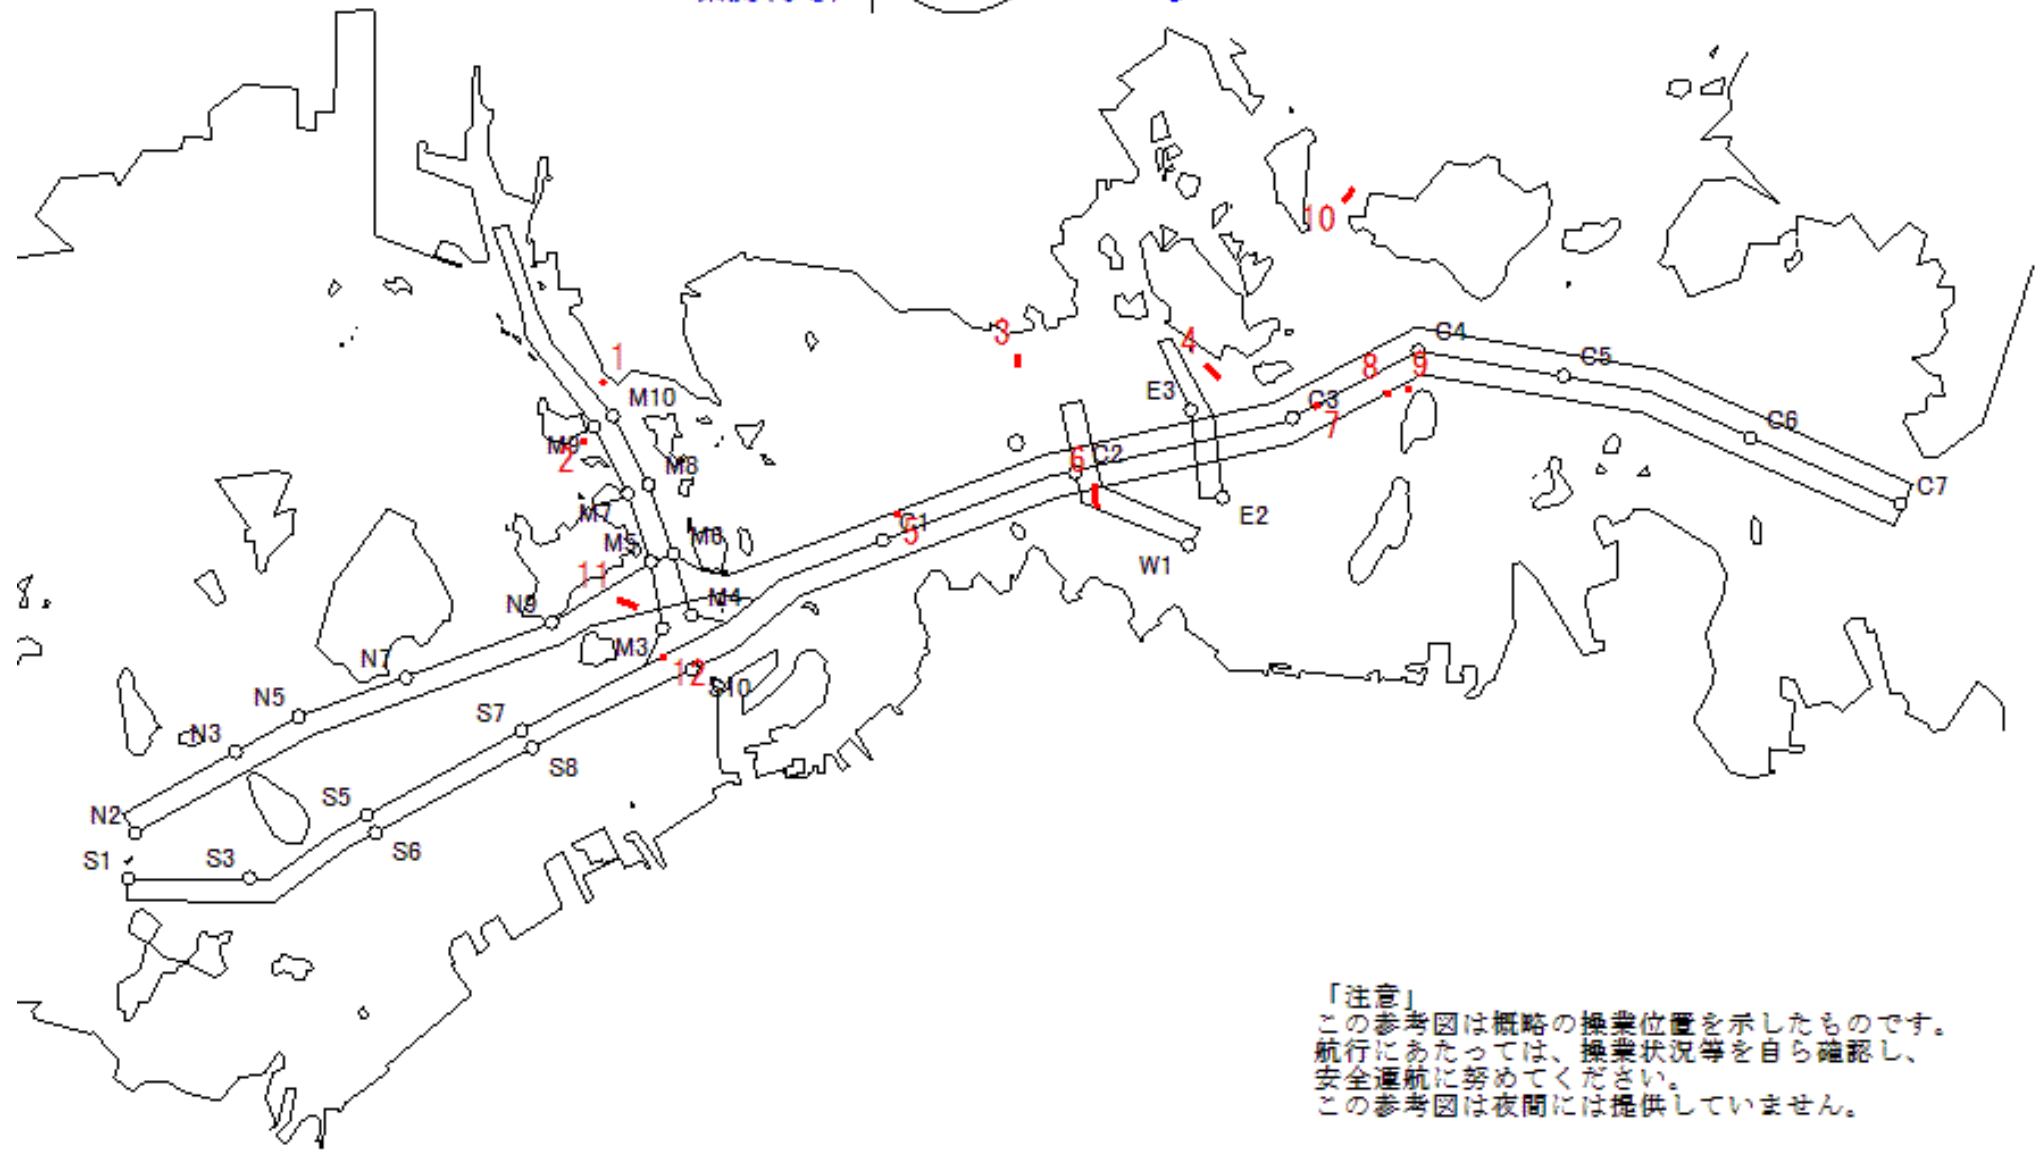 10
3
4
C4
1
C5
8
9
M10
E3
C3
C6
7
M9
2
6
C2
M8
C7
M7
E2
C1
5
M5
M6
W1
11
N9
M4
M3
N7
12
S10
N5
S7
N3
S8
S5
N2
S6
S1
S3
「注意」
この参考図は概略の操業位置を示したものです。
航行にあたっては、操業状況等を自ら確認し、
安全運航に努めてください。
この参考図は夜間には提供していません。